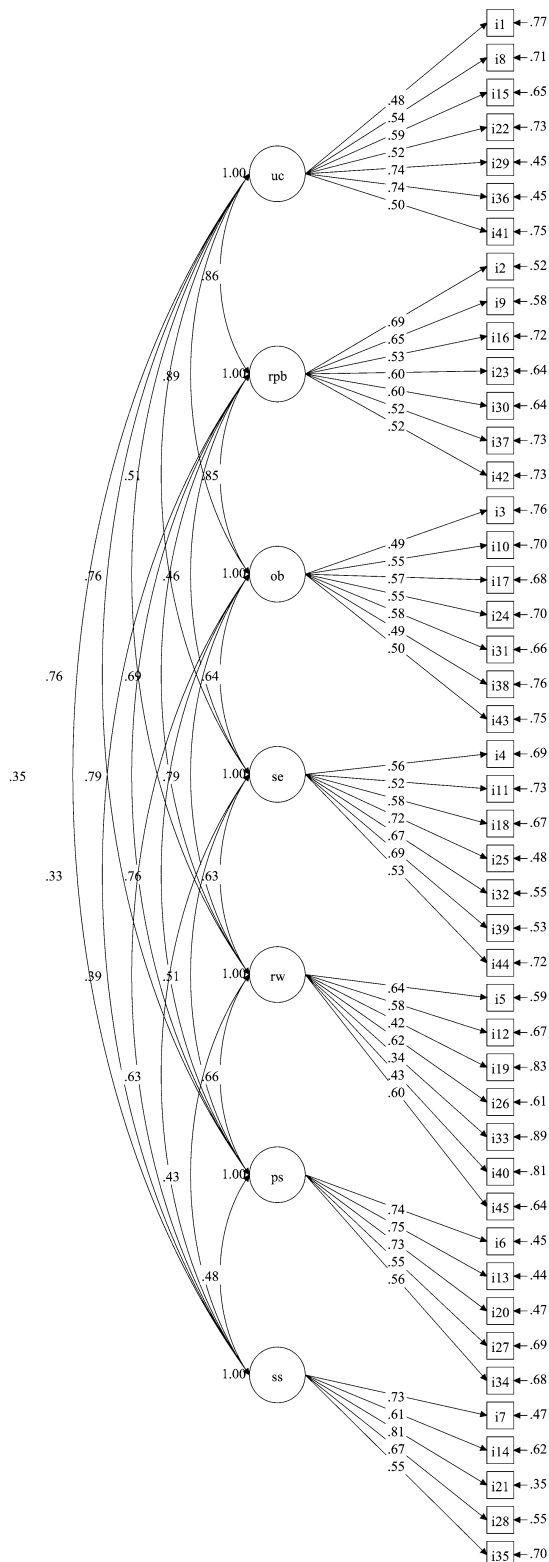 i1 .77
i8 .71
.48
i15 .65
.54
.59
i22 .73
.52
i29 .45
.74
1.00 uc
.74
i36 .45
.50
i41 .75
i2 .52
.86
i9 .58
.69
i16 .72
.65
.53
1.00 rpb
.60
i23 .64
.89
.60
i30 .64
.52
.52
i37 .73
.51
.85
i42 .73
i3 .76
.49
i10 .70
.55
.76
.46
1.00 ob
.57
i17 .68
.55
i24 .70
.58
.49
i31 .66
.50
.76
.69
.64
i38 .76
i43 .75
i4 .69
.56
.35
.79
.79
1.00 se
.52
i11 .73
.58
i18 .67
.72
.67
i25 .48
.69
.33
.76
.63
.53
i32 .55
i39 .53
i44 .72
.39
.51
1.00 rw
.64
i5 .59
.58
.42
i12 .67
.62
.34
i19 .83
.43
.63
.66
.60
i26 .61
i33 .89
i40 .81
.43
1.00 ps
i45 .64
.74
i6 .45
.75
.73
i13 .44
.55
.48
.56
i20 .47
i27 .69
1.00 ss
i34 .68
.73
i7 .47
.61
.81
i14 .62
.67
.55
i21 .35
i28 .55
i35 .70